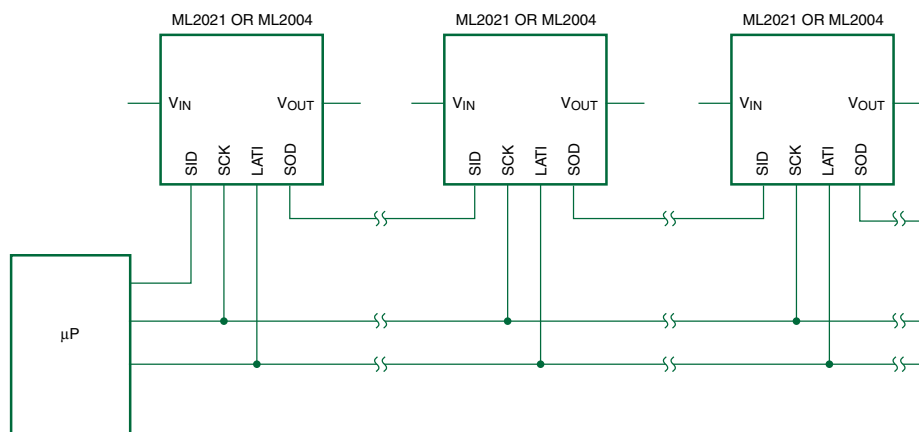 ML2021 OR ML2004
ML2021 OR ML2004
ML2021 OR ML2004
VIN
VOUT
SID
SCK
LATI
SOD
VIN
VOUT
SID
SCK
LATI
SOD
VIN
VOUT
SID
SCK
LATI
SOD
μP